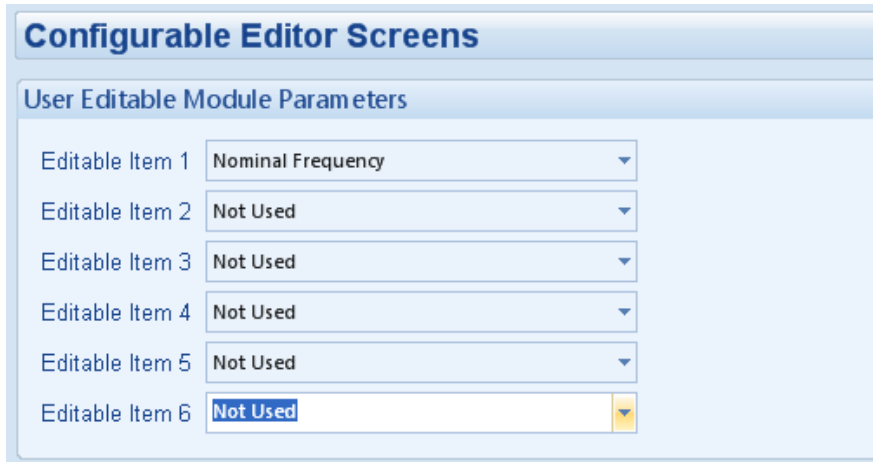 Configurable Editor Screens
User Editable Module Parameters
Editable Item 1 Nominal Frequency
Editable Item 2 Not Used
Editable Item 3 Not Used
Editable Item 4 Not Used
Editable Item 5 Not Used
Editable Item 6 Not Used